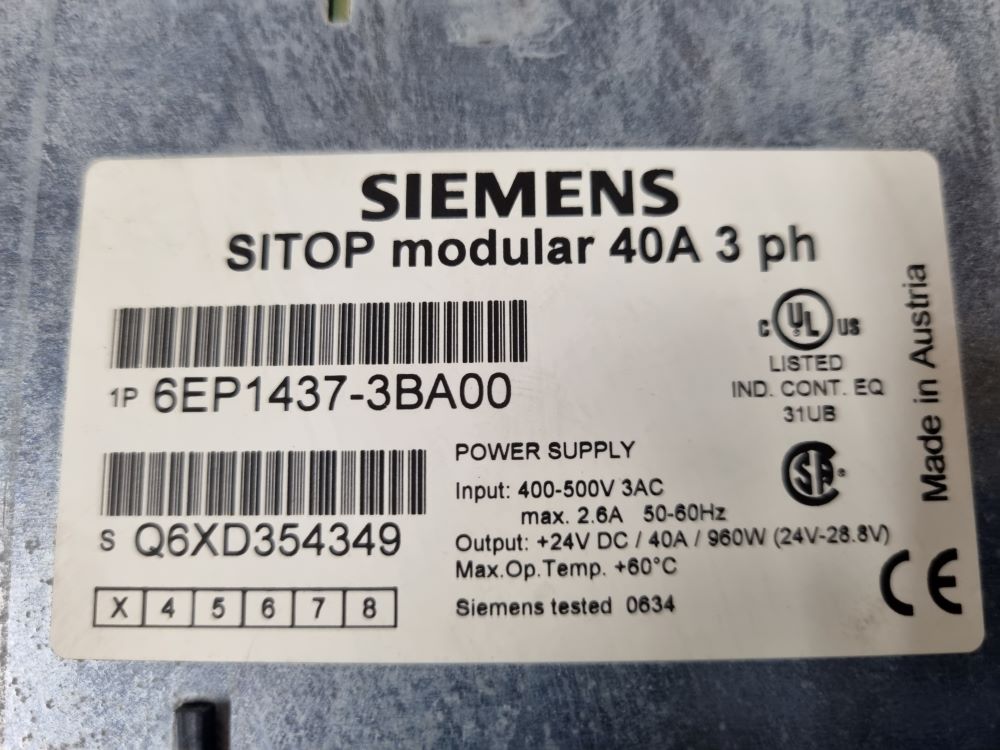 SIEMENS
SITOP modular 40A 3 ph
1P 6EP1437-3BA00
S Q6XD354349
X 4 5 6 7 8
POWER SUPPLY
Input: 400-500V 3AC
max. 2.6A 50-60Hz
Output: +24V DC / 40A / 960W (24V-28.8V)
Max.Op.Temp. +60°C
Siemens tested 0634
C UL US
LISTED
IND. CONT. EQ
31UB
SA
CE
Made in Austria